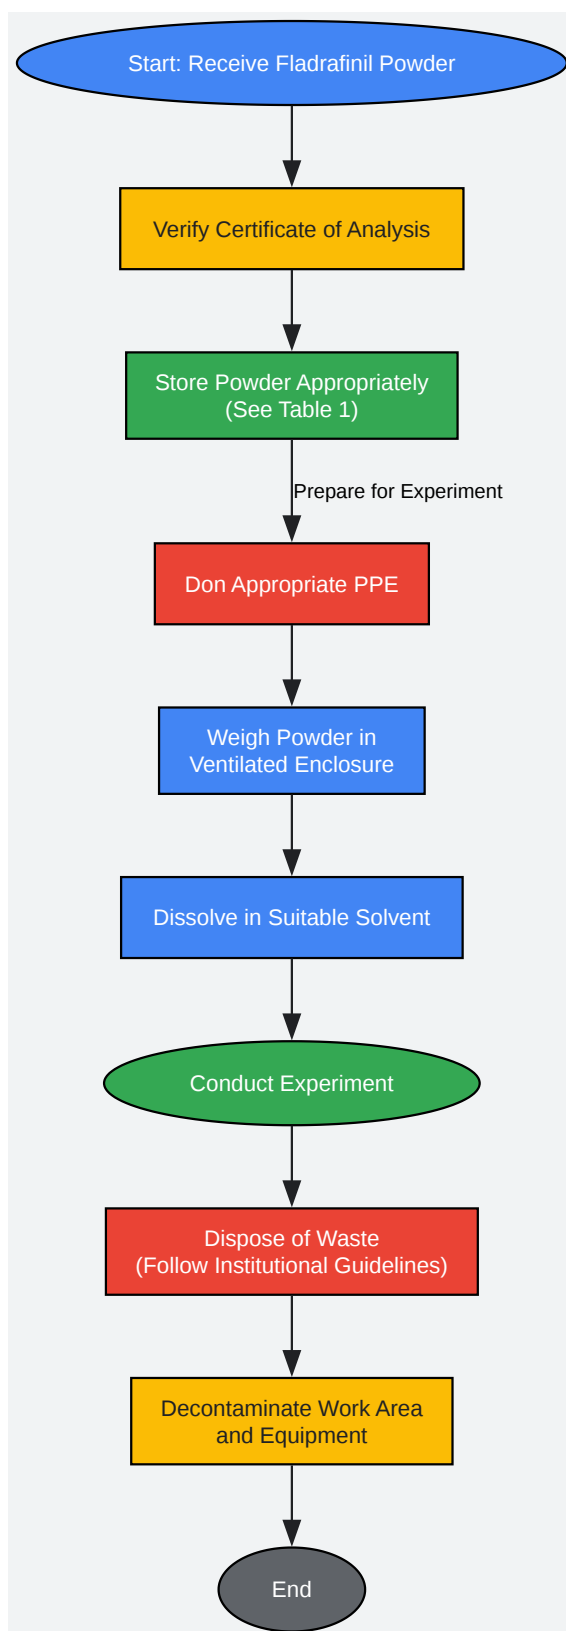 Start: Receive Fladrafinil Powder
Verify Certificate of Analysis
Store Powder Appropriately
(See Table 1)
Prepare for Experiment
Don Appropriate PPE
Weigh Powder in
Ventilated Enclosure
Dissolve in Suitable Solvent
Conduct Experiment
Dispose of Waste
(Follow Institutional Guidelines)
Decontaminate Work Area
and Equipment
End